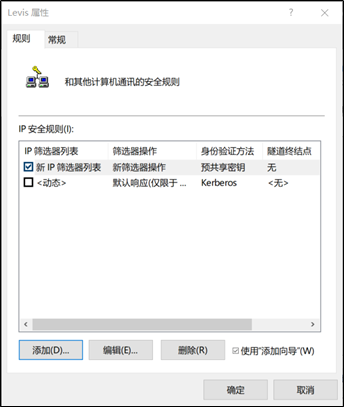 Levis 属性
规则
常规
和其他计算机通讯的安全规则
IP 安全规则(I):
IP 筛选器列表 筛选器操作 身份验证方法 隧道终结点
新 IP 筛选器列表 新筛选器操作 预共享密钥 无
<动态> 默认响应(仅限于 ... Kerberos <无>
添加(D)... 编辑(E)... 删除(R) 使用"添加向导"(W)
确定 取消